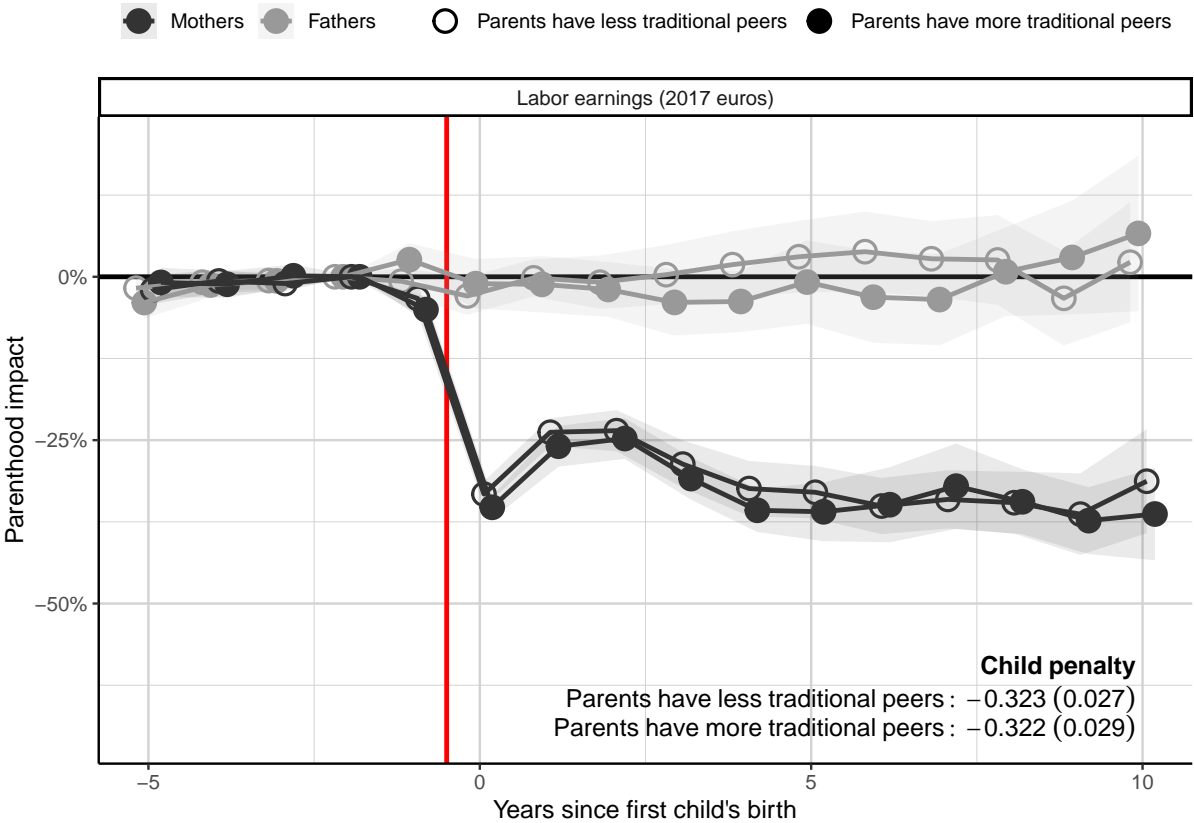 Mothers Fathers Parents have less traditional peers Parents have more traditional peers
Labor earnings (2017 euros)
0%
−25%
−50%
Parenthood impact
Child penalty
Parents have less traditional peers : −0.323 (0.027)
Parents have more traditional peers : −0.322 (0.029)
−5 0 5 10
Years since first child's birth